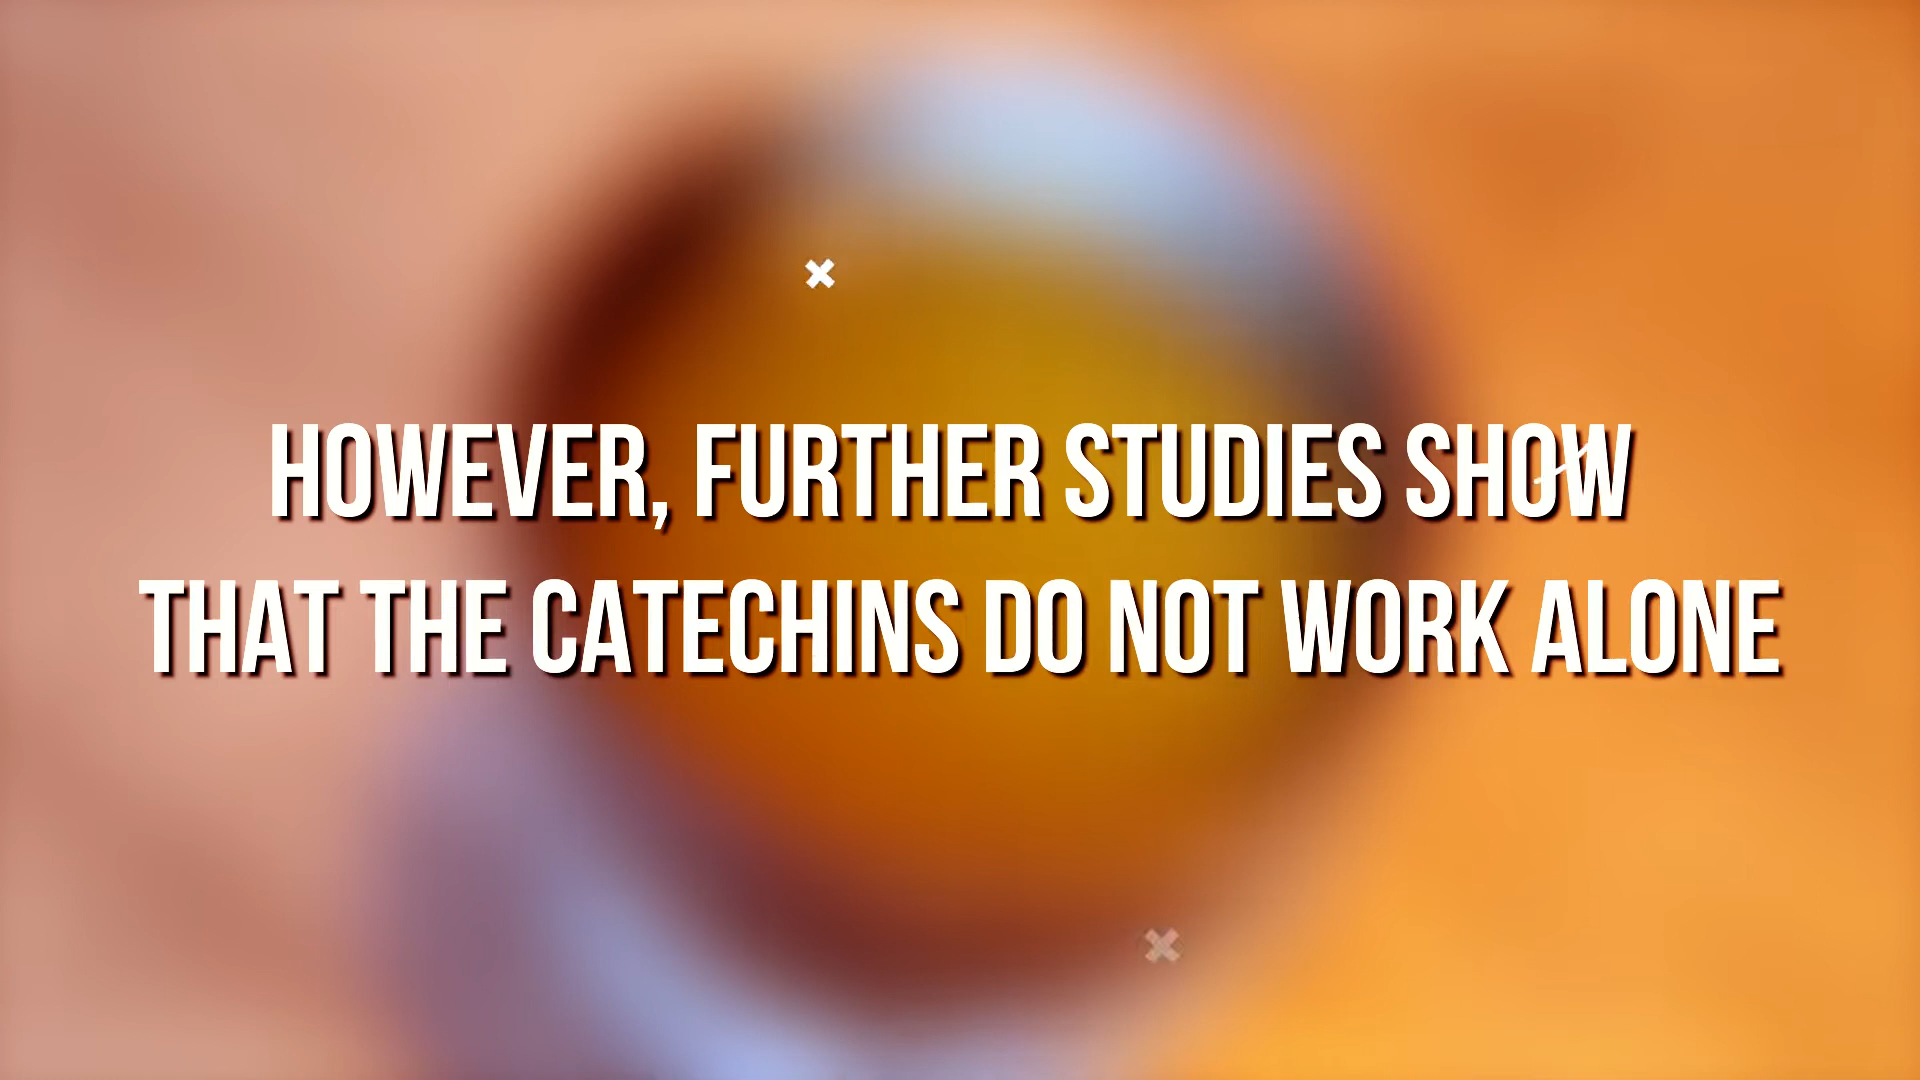 HOWEVER, FURTHER STUDIES SHOW
THAT THE CATECHINS DO NOT WORK ALONE